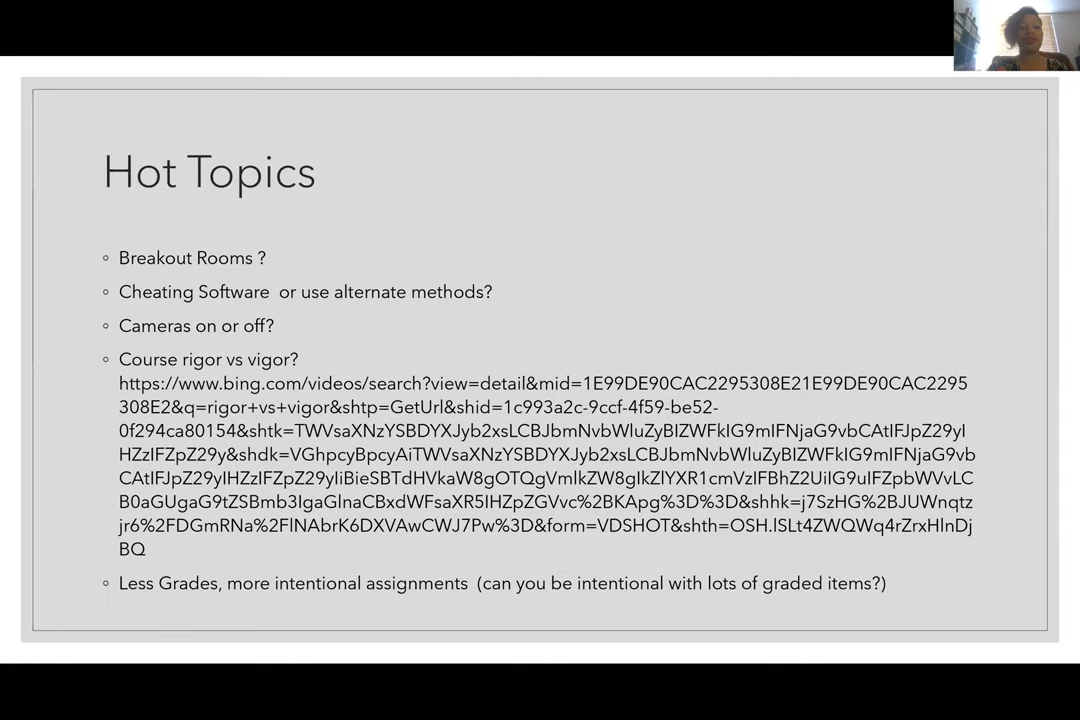 Hot Topics
Breakout Rooms ?
Cheating Software  or use alternate methods?
Cameras on or off?
Course rigor vs vigor?
https://www.bing.com/videos/search?view=detail&mid=1E99DE90CAC2295308E21E99DE90CAC2295
308E2&q=rigor+vs+vigor&shtp=GetUrl&shid=1c993a2c-9ccf-4f59-be52-
0f294ca80154&shtk=TWVsaXNzYSBDYXJyb2xsLCBJbmNvbWluZyBIZWFkIG9mIFNjaG9vbCAtIFJpZ29yI
HZzIFZpZ29y&shdk=VGhpcyBpcyAiTWVsaXNzYSBDYXJyb2xsLCBJbmNvbWluZyBIZWFkIG9mIFNjaG9vb
CAtIFJpZ29yIHZzIFZpZ29yIiBieSBTdHVkaW8gOTQgVmlkZW8gIkZlYXR1cmVzIFBhZ2UiIG9uIFZpbWVvLC
B0aGUgaG9tZSBmb3IgaGlnaCBxdWFsaXR5IHZpZGVvc%2BKApg%3D%3D&shhk=j7SzHG%2BJUWnqtz
jr6%2FDGmRNa%2FlNAbrK6DXVAwCWJ7Pw%3D&form=VDSHOT&shth=OSH.lSLt4ZWQWq4rZrxHlnDj
BQ
Less Grades, more intentional assignments  (can you be intentional with lots of graded items?)